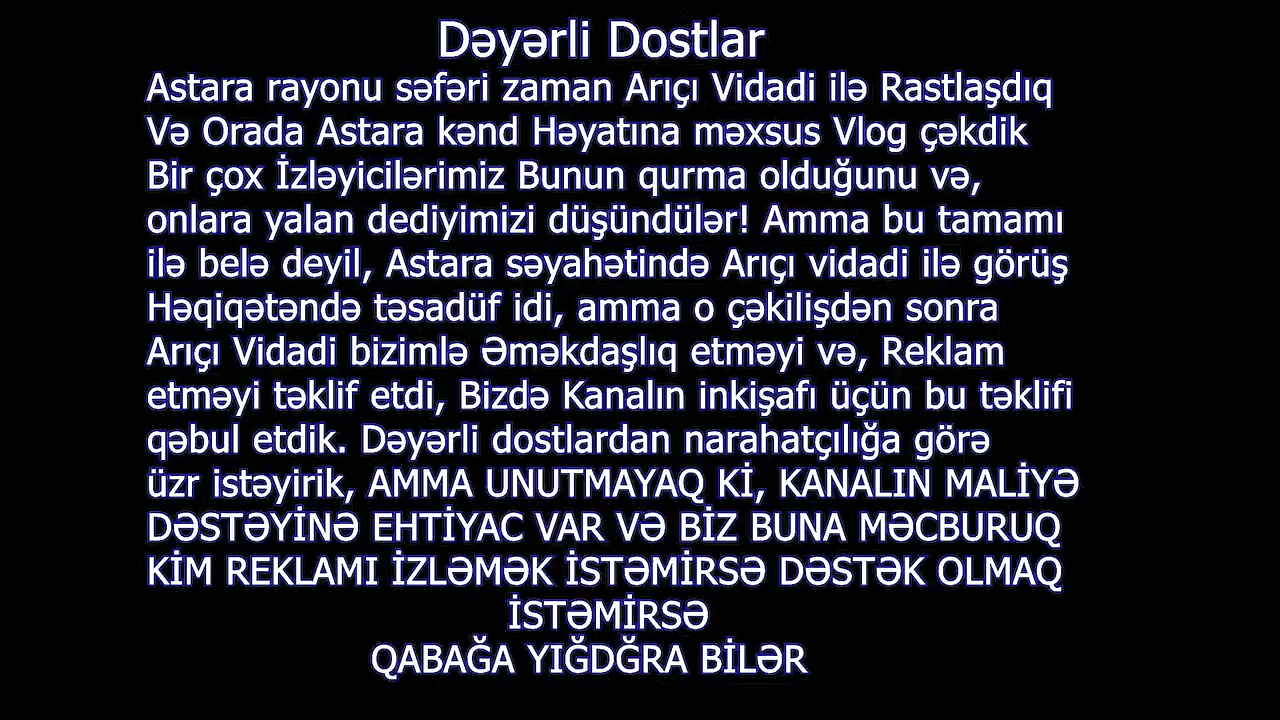 Dəyərli Dostlar
Astara rayonu səfəri zaman Arıçı Vidadi ilə Rastlaşdıq
Və Orada Astara kənd Həyatına məxsus Vlog çəkdik
Bir çox İzləyicilərimiz Bunun qurma olduğunu və,
onlara yalan dediyimizi düşündülər! Amma bu tamamı
ilə belə deyil, Astara səyahətində Arıçı vidadi ilə görüş
Həqiqətəndə təsadüf idi, amma o çəkilişdən sonra
Arıçı Vidadi bizimlə Əməkdaşlıq etməyi və, Reklam
etməyi təklif etdi, Bizdə Kanalın inkişafı üçün bu təklifi
qəbul etdik. Dəyərli dostlardan narahatçılığa görə
üzr istəyirik, AMMA UNUTMAYAQ Kİ, KANALIN MALİYƏ
DƏSTƏYİNƏ EHTİYAC VAR VƏ BİZ BUNA MƏCBURUQ
KİM REKLAMI İZLƏMƏK İSTƏMİRSƏ DƏSTƏK OLMAQ
İSTƏMİRSƏ
QABAĞA YIĞDĞRA BİLƏR